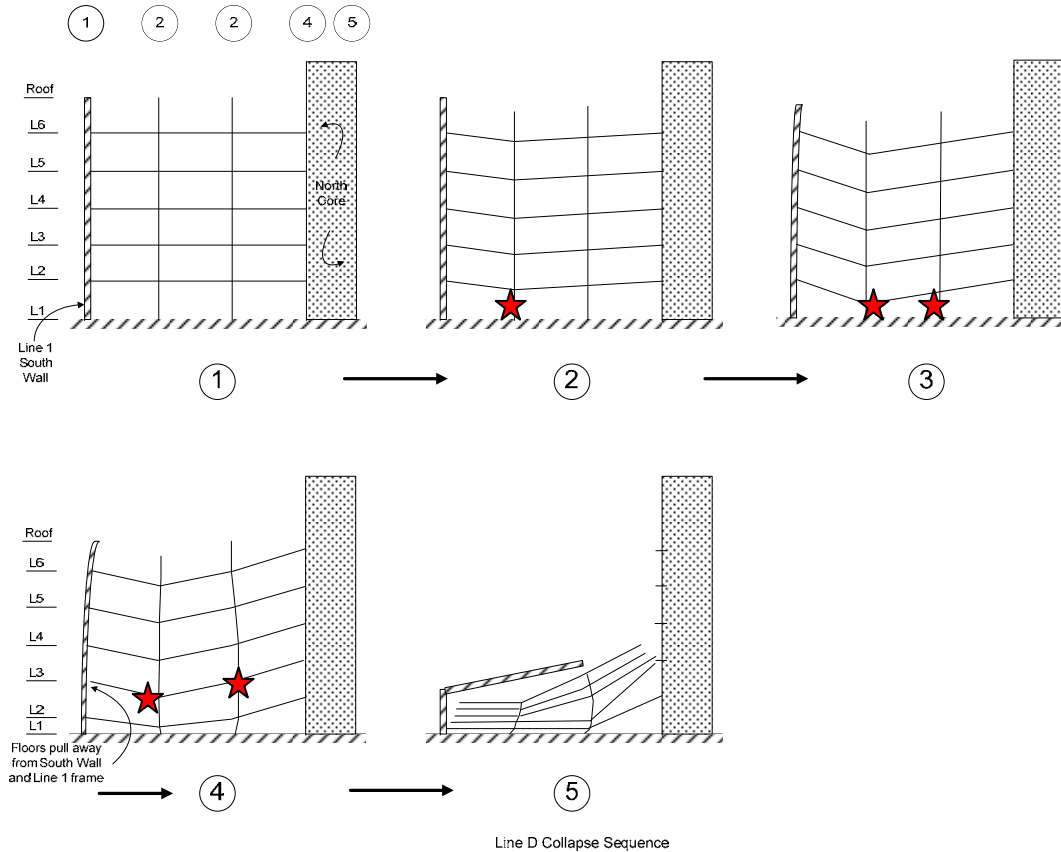 1 2 2 4 5
Roof
L6
L5
L4
L3
L2
L1
North
Core
Line 1
South
Wall
1
2
3
Roof
L6
L5
L4
L3
L2
L1
Floors pull away
from South Wall
and Line 1 frame
4
5
Line D Collapse Sequence